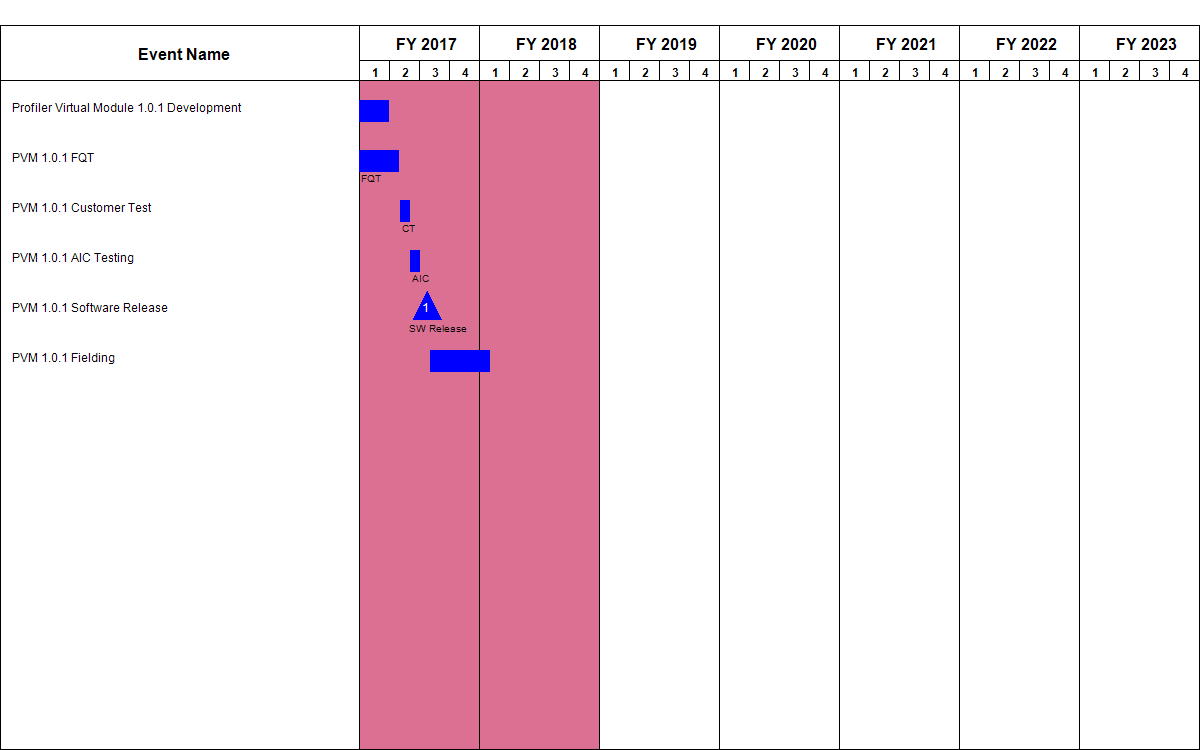 Event Name
FY 2017 FY 2018 FY 2019 FY 2020 FY 2021 FY 2022 FY 2023
1 2 3 4 1 2 3 4 1 2 3 4 1 2 3 4 1 2 3 4 1 2 3 4 1 2 3 4
Profiler Virtual Module 1.0.1 Development
PVM 1.0.1 FQT
FQT
PVM 1.0.1 Customer Test
CT
PVM 1.0.1 AIC Testing
AIC
PVM 1.0.1 Software Release
1
SW Release
PVM 1.0.1 Fielding